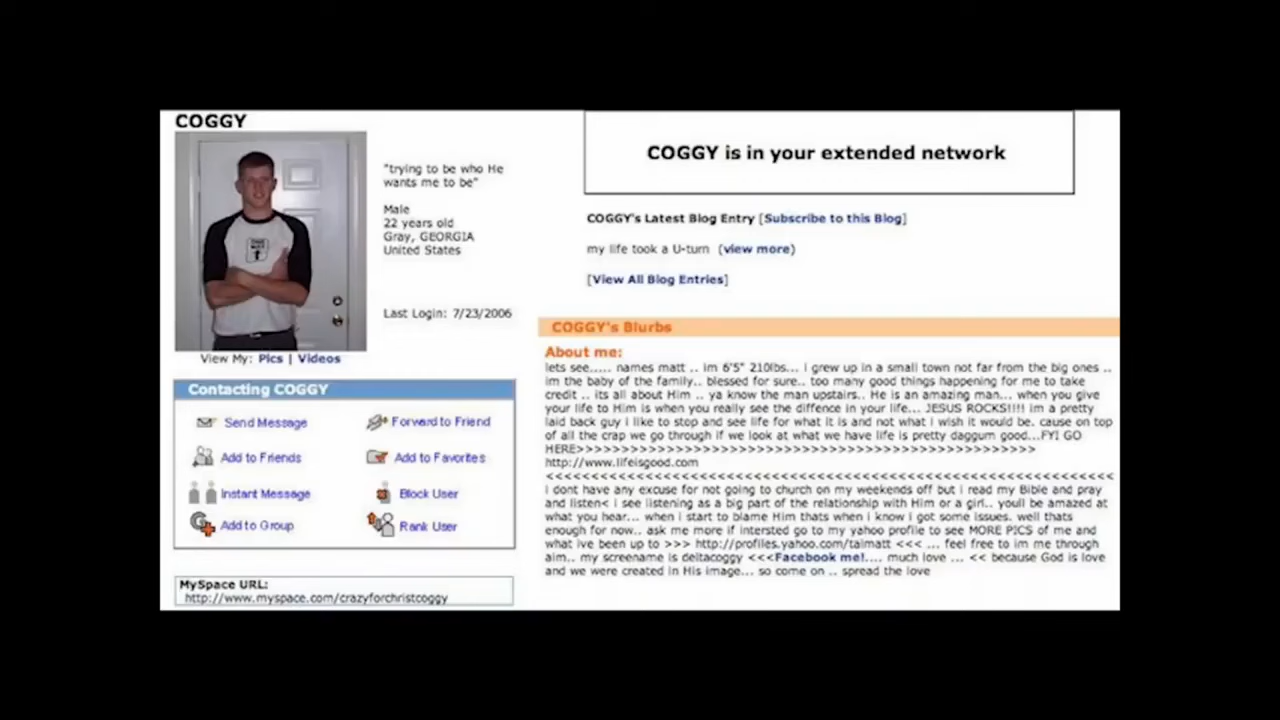 COGGY
"trying to be who He
wants me to be"
Male
22 years old
Gray, GEORGIA
United States
Last Login: 7/23/2006
View My: Pics | Videos
Contacting COGGY
Send Message
Forward to Friend
Add to Friends
Add to Favorites
Instant Message
Block User
Add to Group
Rank User
MySpace URL:
http://www.myspace.com/crazyforchristcoggy
COGGY is in your extended network
COGGY's Latest Blog Entry [Subscribe to this Blog]
my life took a U-turn (view more)
[View All Blog Entries]
COGGY's Blurbs
About me:
lets see..... names matt .. im 6'5" 210lbs... i grew up in a small town not far from the big ones ..
im the baby of the family.. blessed for sure.. too many good things happening for me to take
credit .. its all about Him .. ya know the man upstairs.. He is an amazing man... when you give
your life to Him is when you really see the diffence in your life... JESUS ROCKS!!!! im a pretty
laid back guy i like to stop and see life for what it is and not what i wish it would be. cause on top
of all the crap we go through if we look at what we have life is pretty daggum good...FYI GO
HERE>>>>>>>>>>>>>>>>>>>>>>>>>>>>>>>>>>>>>>>>>>>>>>>>>>>
http://www.lifeisgood.com
<<<<<<<<<<<<<<<<<<<<<<<<<<<<<<<<<<<<<<<<<<<<<<<<<<<<<<<<<<<<<<<
i dont have any excuse for not going to church on my weekends off but i read my Bible and pray
and listen< i see listening as a big part of the relationship with Him or a girl.. youll be amazed at
what you hear... when i start to blame Him thats when i know i got some issues. well thats
enough for now.. ask me more if intersted go to my yahoo profile to see MORE PICS of me and
what ive been up to >>> http://profiles.yahoo.com/talmatt <<< ... feel free to im me through
aim.. my screename is deltacoggy <<<Facebook me!.... much love ... << because God is love
and we were created in His image... so come on .. spread the love